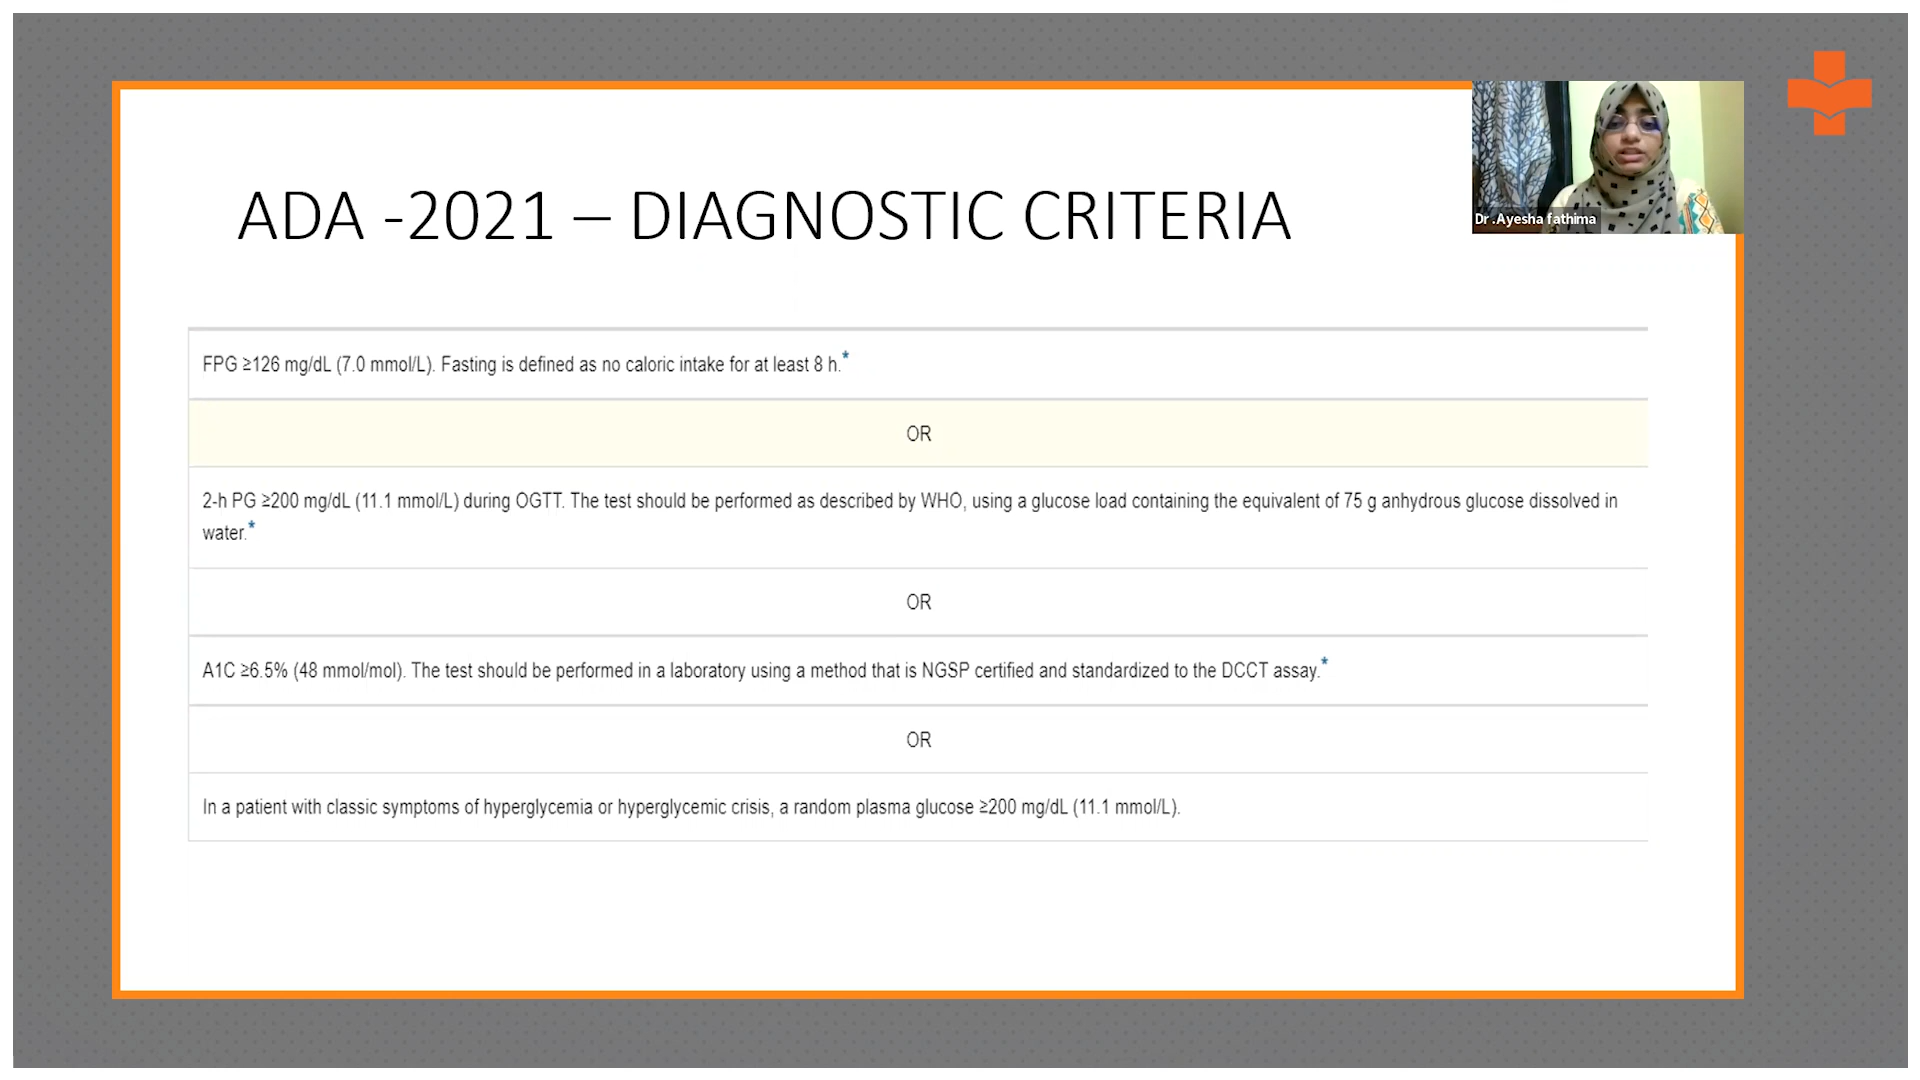 ADA -2021 – DIAGNOSTIC CRITERIA
Dr .Ayesha fathima
FPG ≥126 mg/dL (7.0 mmol/L). Fasting is defined as no caloric intake for at least 8 h.*
OR
2-h PG ≥200 mg/dL (11.1 mmol/L) during OGTT. The test should be performed as described by WHO, using a glucose load containing the equivalent of 75 g anhydrous glucose dissolved in
water.*
OR
A1C ≥6.5% (48 mmol/mol). The test should be performed in a laboratory using a method that is NGSP certified and standardized to the DCCT assay.*
OR
In a patient with classic symptoms of hyperglycemia or hyperglycemic crisis, a random plasma glucose ≥200 mg/dL (11.1 mmol/L).